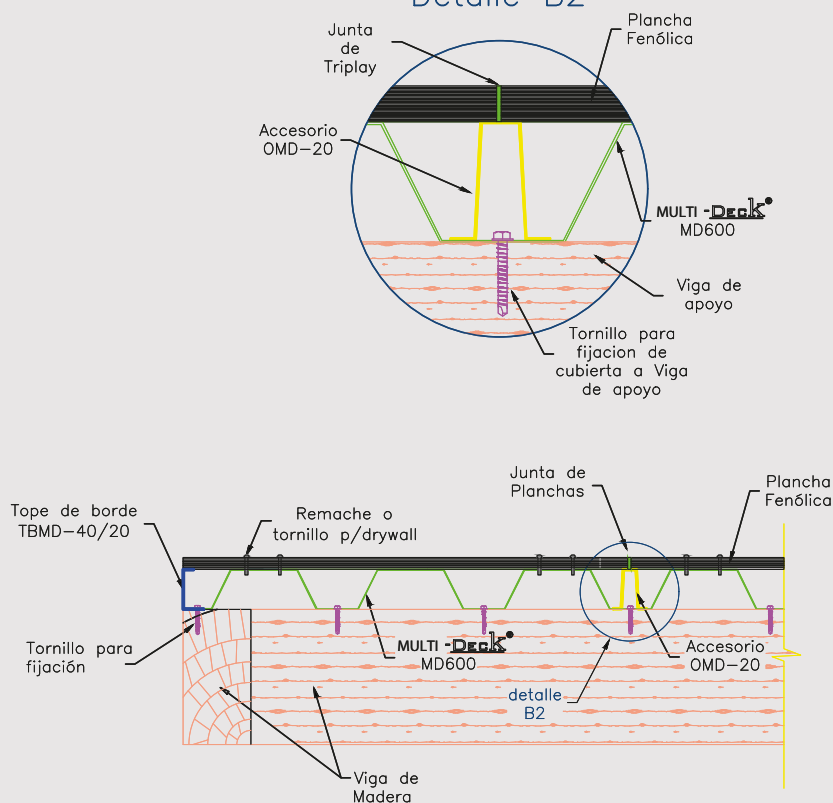 Detalle B2
Junta
de
Triplay
Plancha
Fenólica
Accesorio
OMD-20
MULTI-DECK®
MD600
Viga de
apoyo
Tornillo para
fijacion de
cubierta a Viga
de apoyo
Junta de
Planchas
Plancha
Fenólica
Tope de borde
TBMD-40/20
Remache o
tornillo p/drywall
Tornillo para
fijación
MULTI-DECK®
MD600
Accesorio
OMD-20
detalle
B2
Viga de
Madera